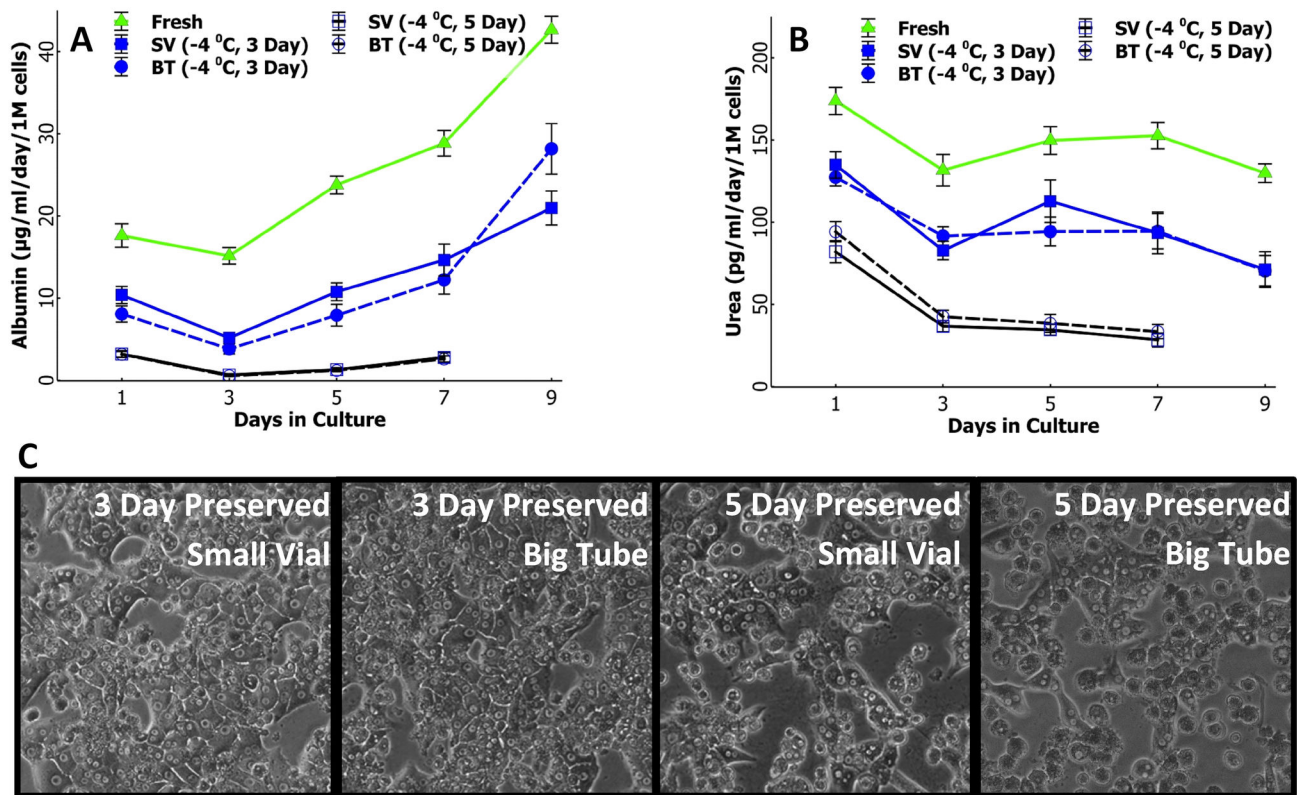 A
Fresh
SV (-4 ⁰C, 3 Day)
BT (-4 ⁰C, 3 Day)
SV (-4 ⁰C, 5 Day)
BT (-4 ⁰C, 5 Day)
Albumin (µg/ml/day/1M cells)
40
30
20
10
0
1 3 5 7 9
Days in Culture
B
Fresh
SV (-4 ⁰C, 3 Day)
BT (-4 ⁰C, 3 Day)
SV (-4 ⁰C, 5 Day)
BT (-4 ⁰C, 5 Day)
Urea (pg/ml/day/1M cells)
200
150
100
50
0
1 3 5 7 9
Days in Culture
C
3 Day Preserved
Small Vial
3 Day Preserved
Big Tube
5 Day Preserved
Small Vial
5 Day Preserved
Big Tube